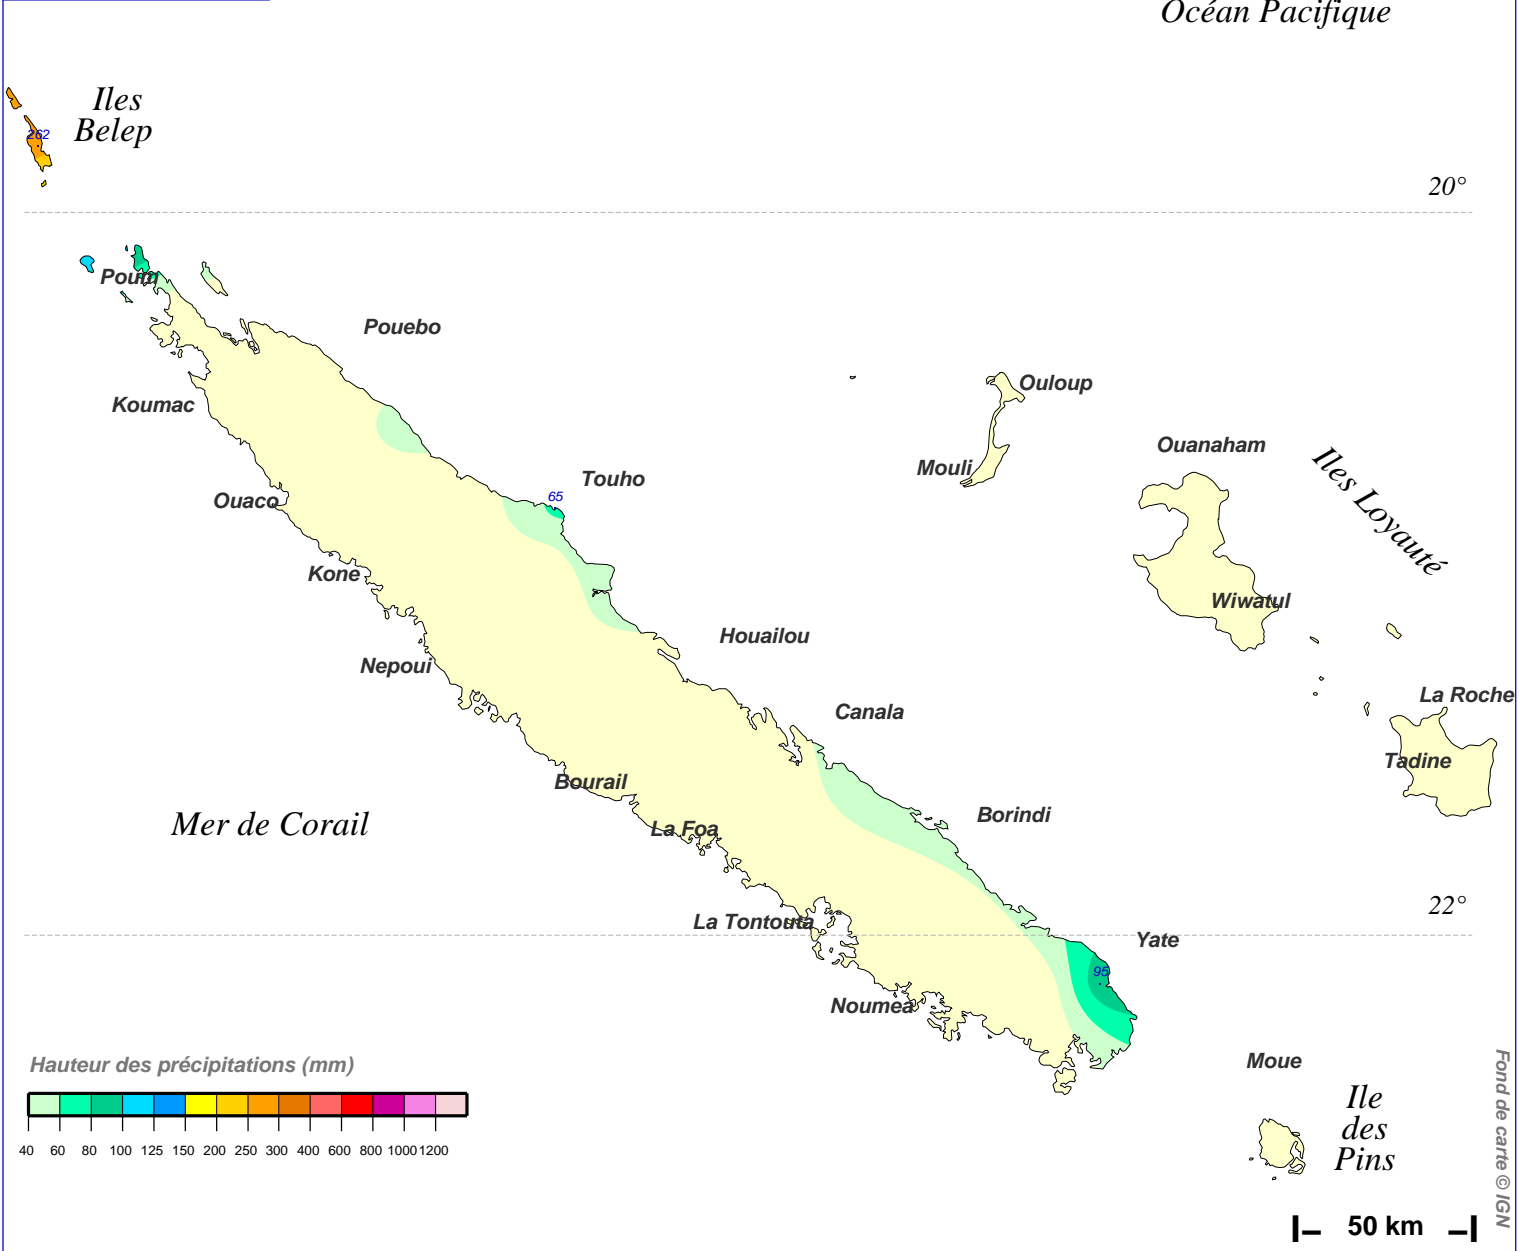 Océan Pacifique
Iles
Belep
262
20°
Poum
Pouebo
Ouloup
Koumac
Ouanaham
Mouli
Iles Loyauté
Touho
65
Ouaco
Kone
Wiwatul
Houailou
Nepoui
La Roche
Canala
Tadine
Bourail
Borindi
Mer de Corail
La Foa
22°
La Tontouta
Yate
95
Noumea
Hauteur des précipitations (mm)
Moue
Ile
des
Pins
40 60 80 100 125 150 200 250 300 400 600 800 1000 1200
Fond de carte © IGN
50 km